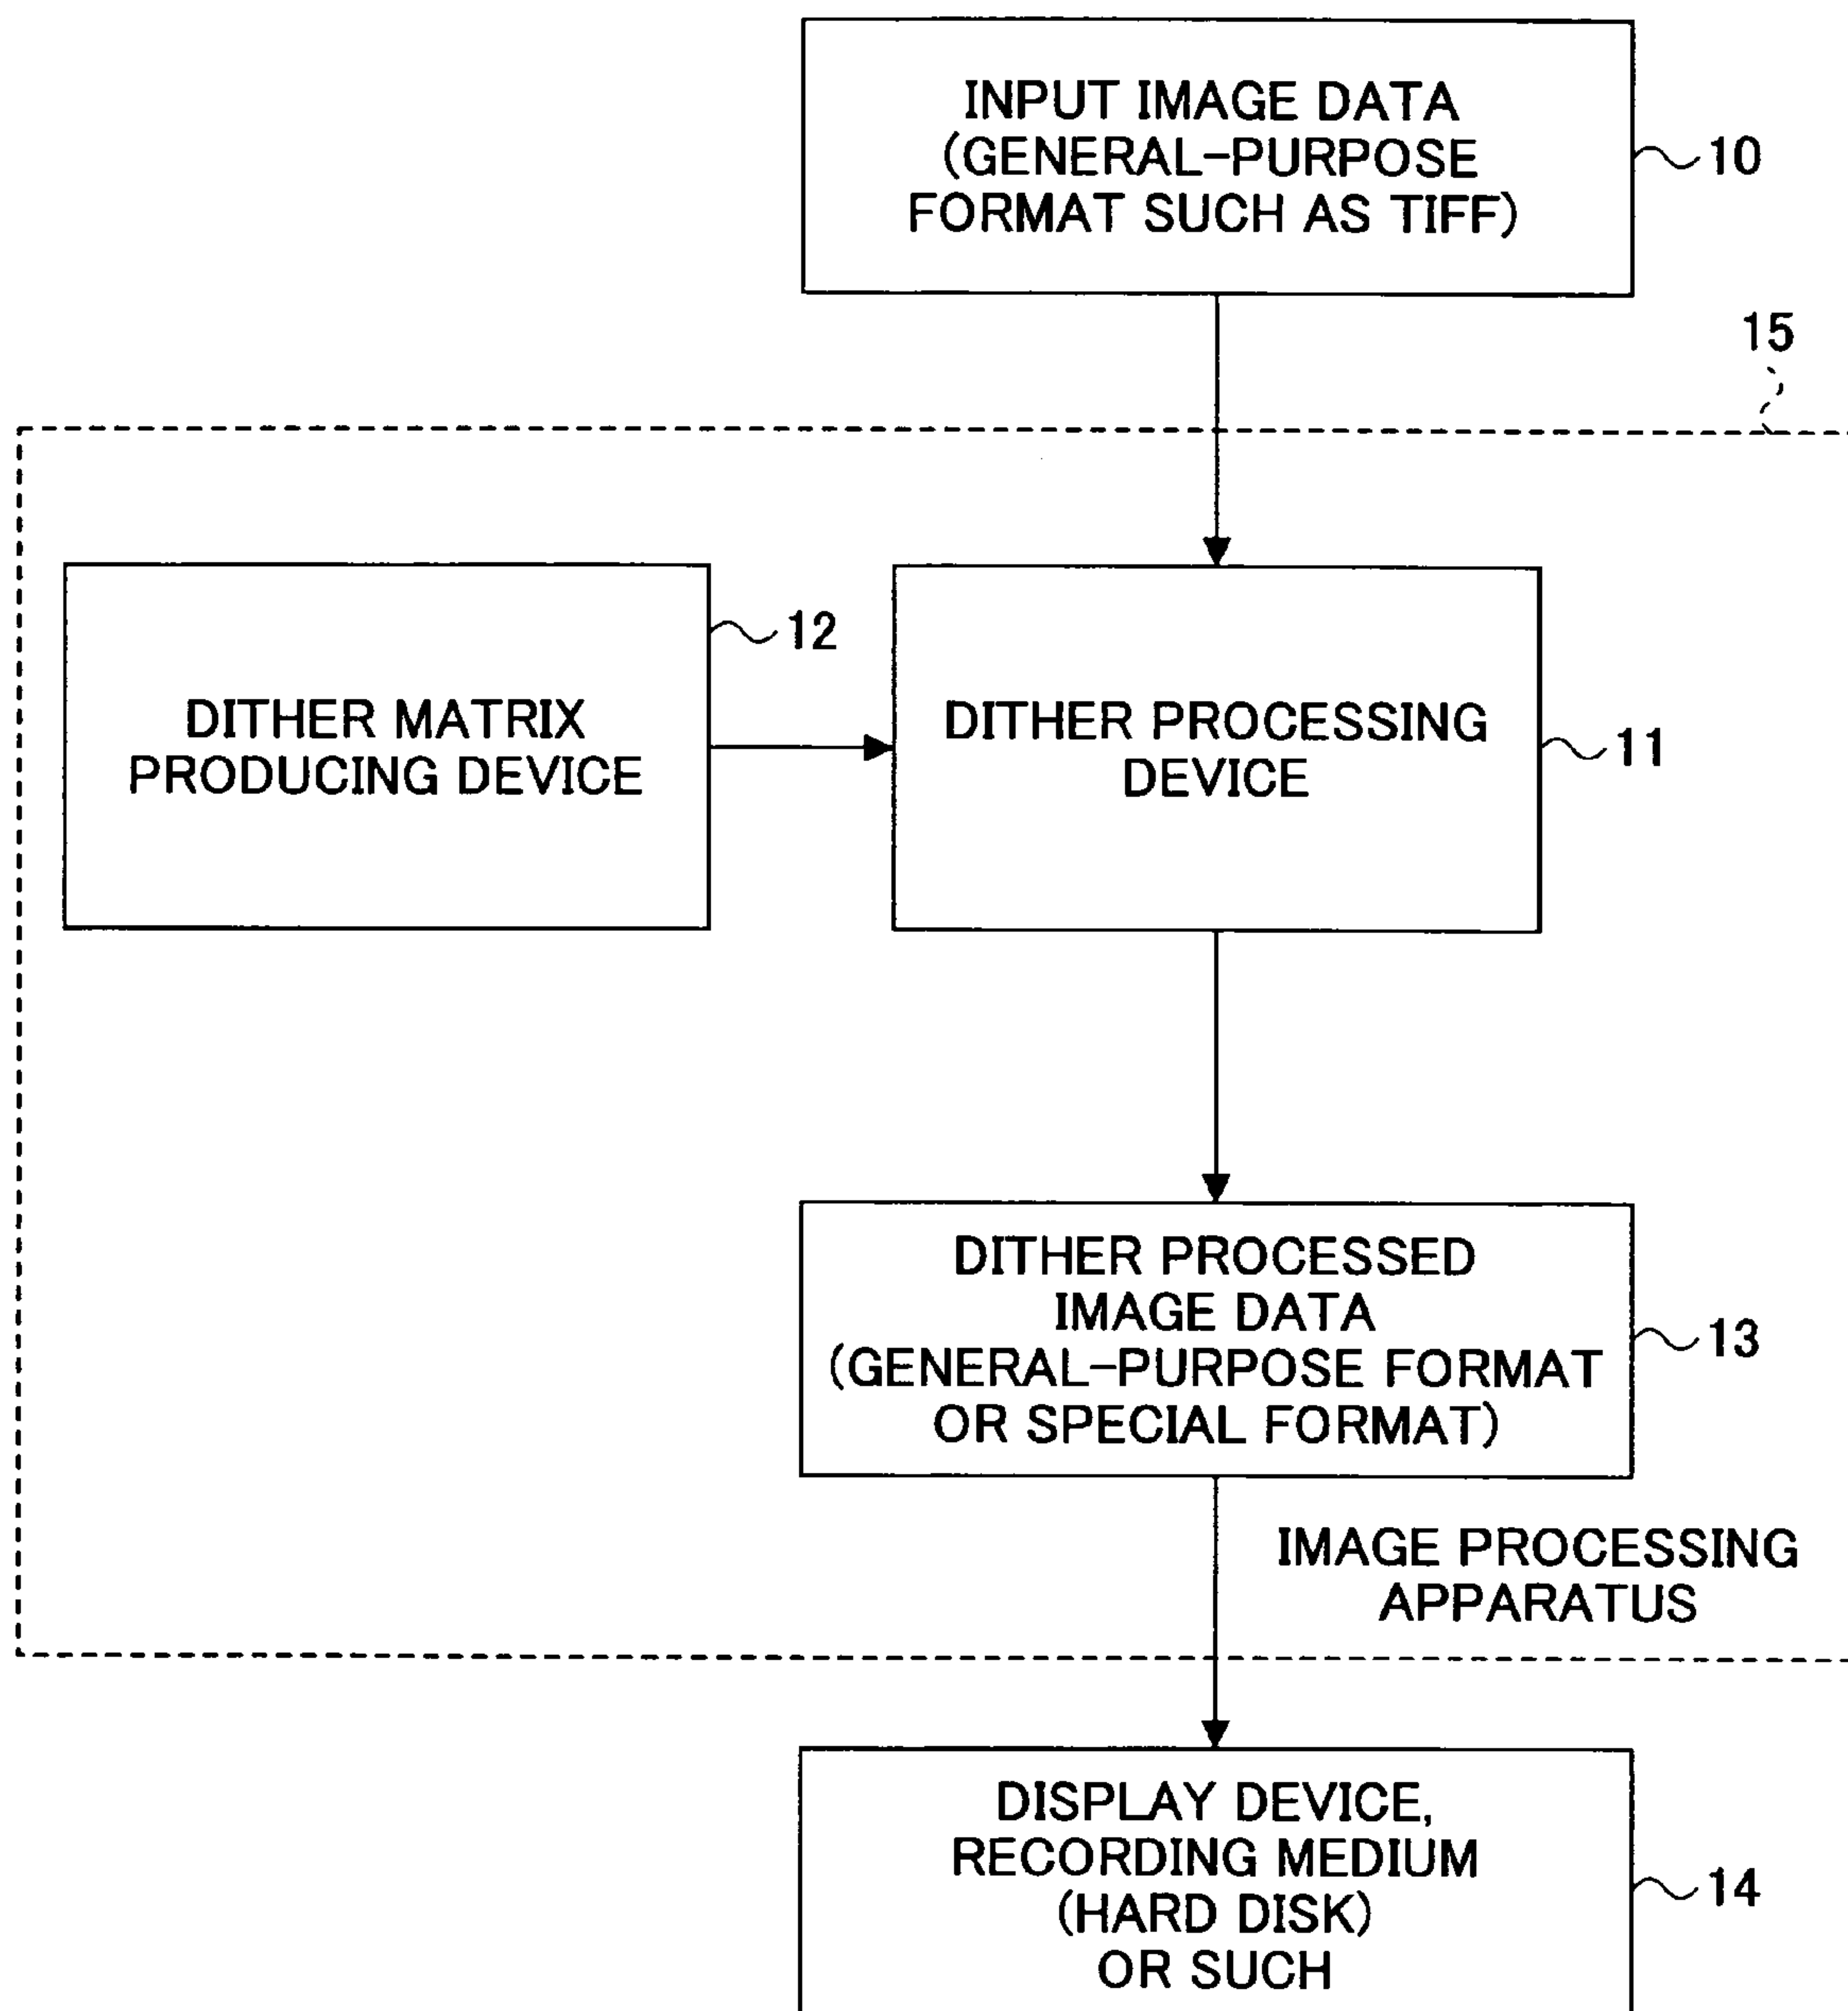 INPUT IMAGE DATA
(GENERAL-PURPOSE
FORMAT SUCH AS TIFF)
10
15
12
DITHER MATRIX
PRODUCING DEVICE
DITHER PROCESSING
DEVICE
11
DITHER PROCESSED
IMAGE DATA
(GENERAL-PURPOSE FORMAT
OR SPECIAL FORMAT)
13
IMAGE PROCESSING
APPARATUS
DISPLAY DEVICE,
RECORDING MEDIUM
(HARD DISK)
OR SUCH
14